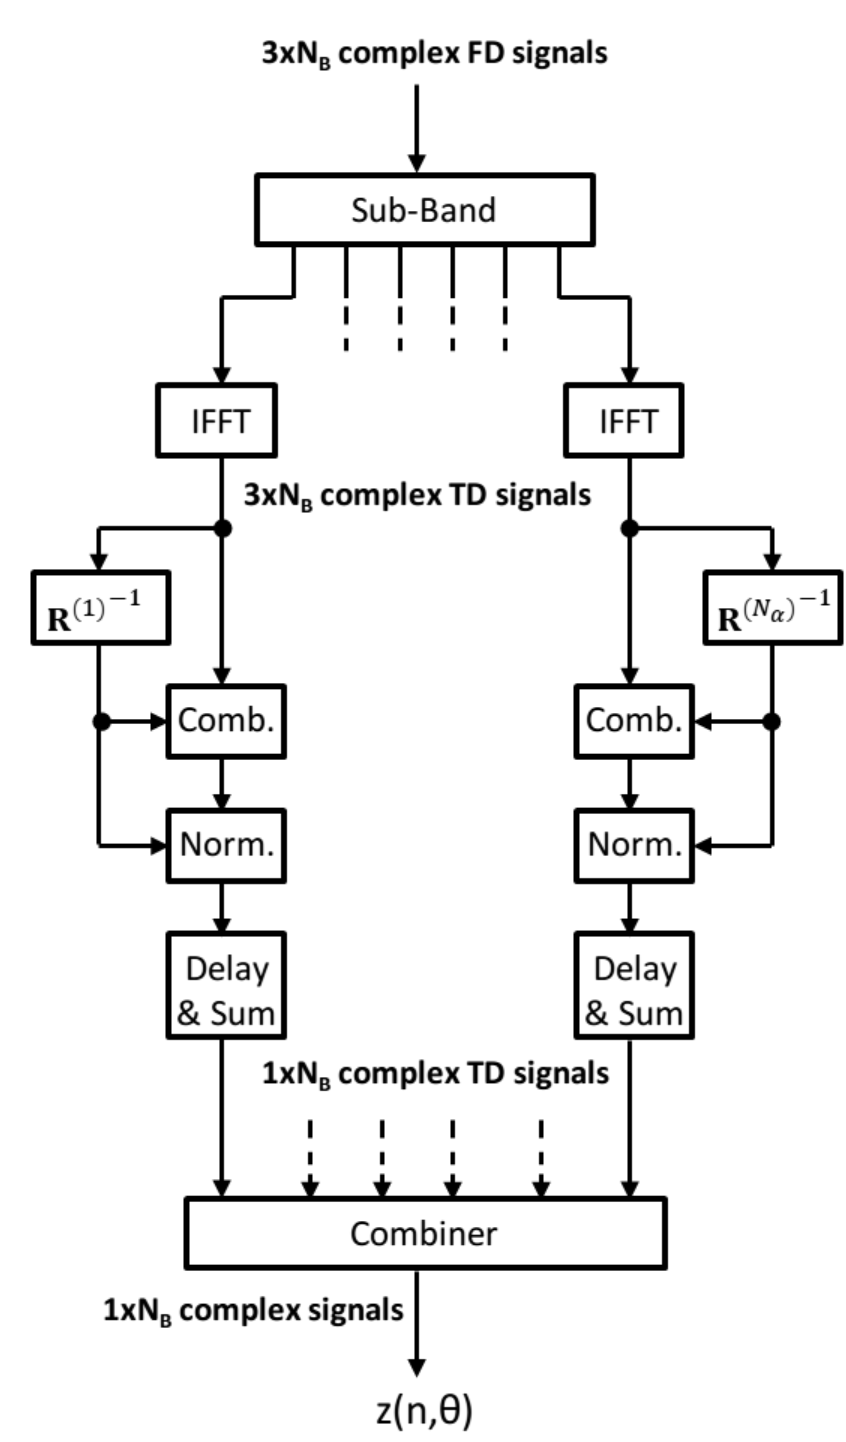 3xN_B complex FD signals
Sub-Band
IFFT
IFFT
3xN_B complex TD signals
R^(1)^-1
R^(N_α)^-1
Comb.
Comb.
Norm.
Norm.
Delay
& Sum
Delay
& Sum
1xN_B complex TD signals
Combiner
1xN_B complex signals
z(n,θ)